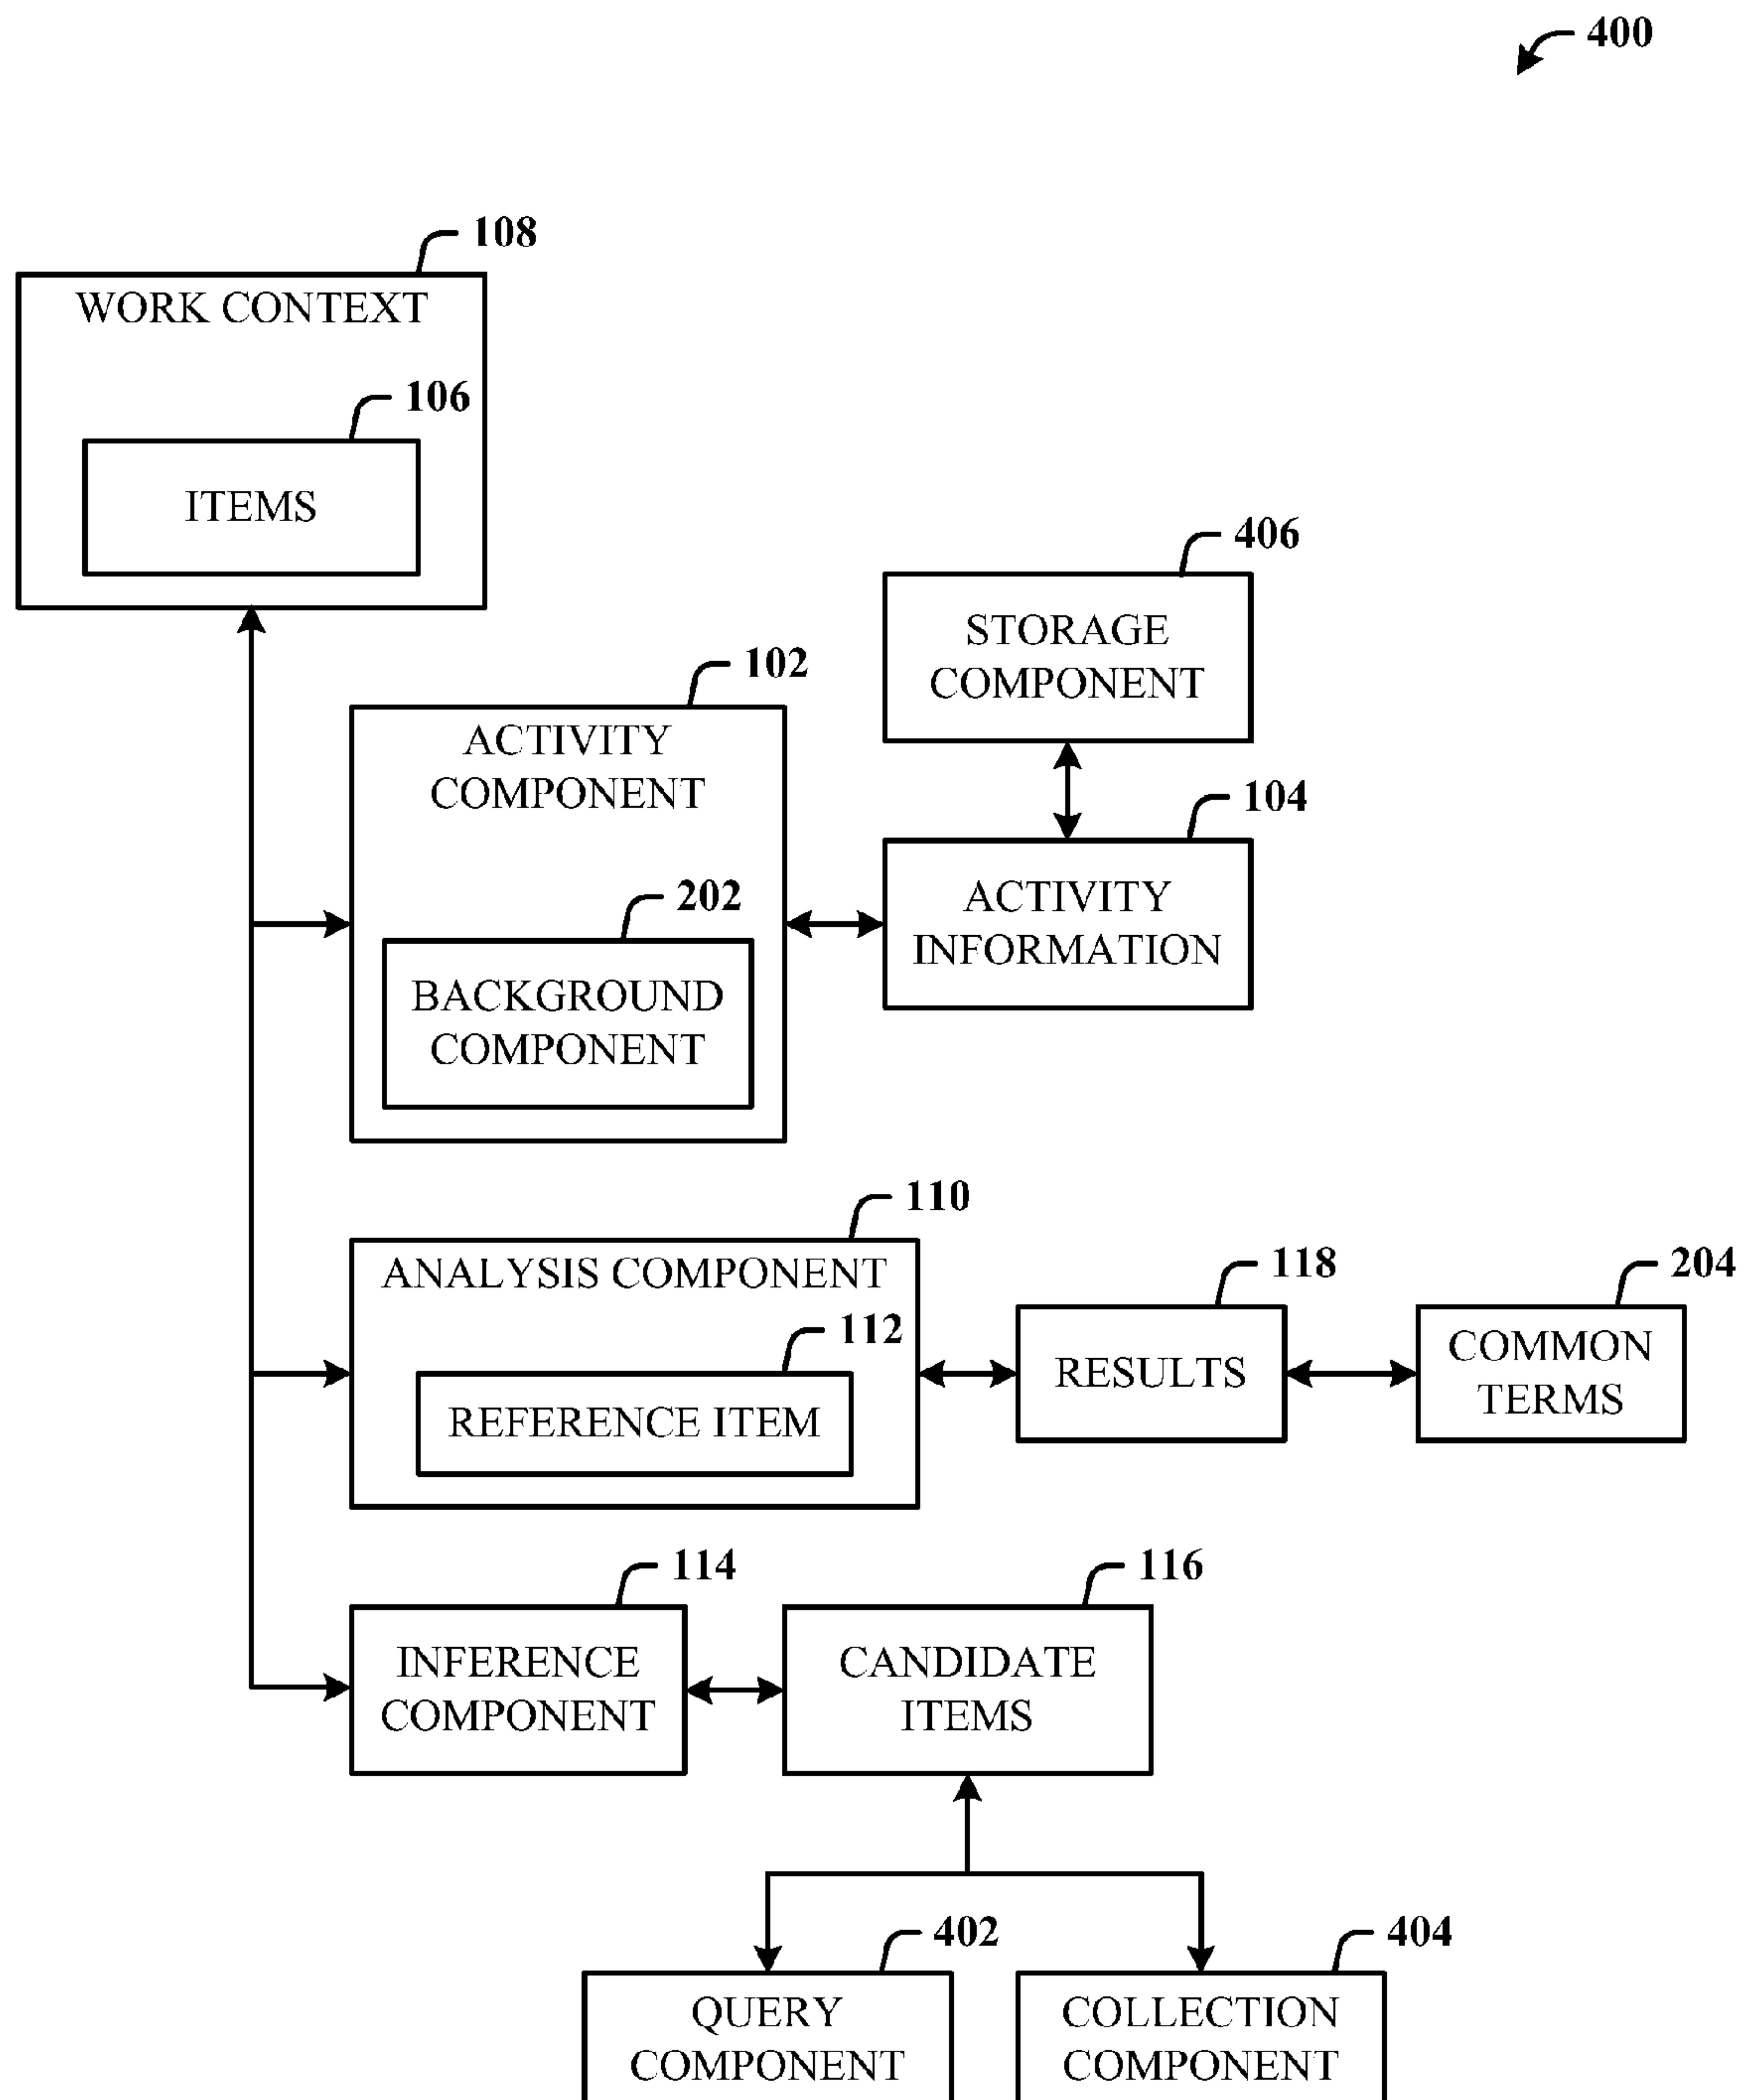 400
108
WORK CONTEXT
106
ITEMS
406
STORAGE
COMPONENT
102
ACTIVITY
COMPONENT
104
ACTIVITY
INFORMATION
202
BACKGROUND
COMPONENT
110
ANALYSIS COMPONENT
112
REFERENCE ITEM
118
RESULTS
204
COMMON
TERMS
114
INFERENCE
COMPONENT
116
CANDIDATE
ITEMS
402
QUERY
COMPONENT
404
COLLECTION
COMPONENT